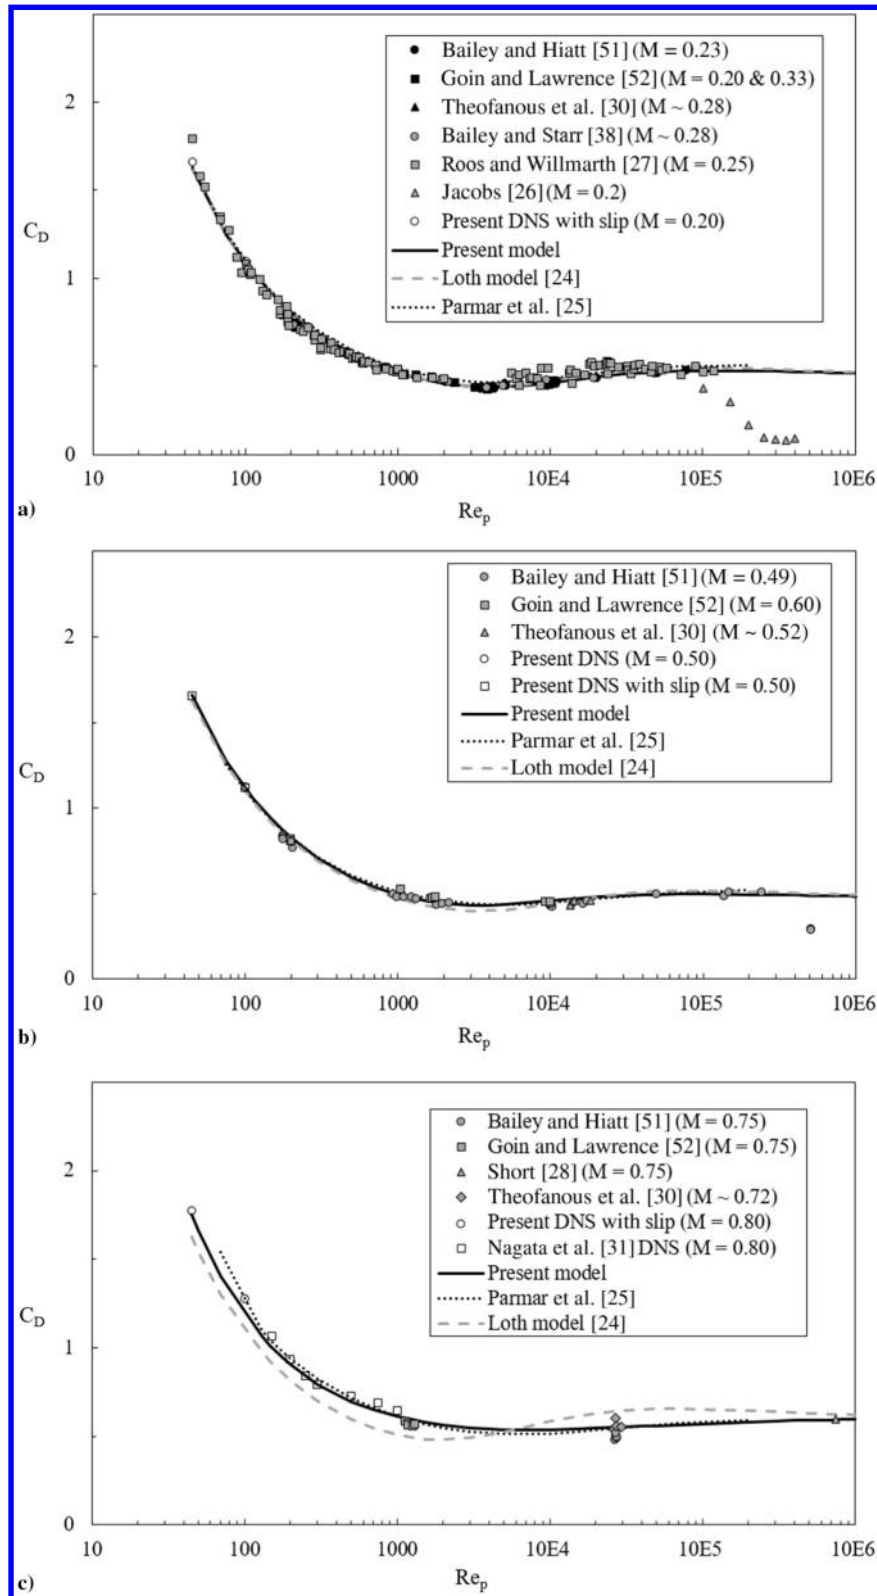 Bailey and Hiatt [51] (M = 0.23)
Goin and Lawrence [52] (M = 0.20 & 0.33)
Theofanous et al. [30] (M ~ 0.28)
Bailey and Starr [38] (M ~ 0.28)
Roos and Willmarth [27] (M = 0.25)
Jacobs [26] (M = 0.2)
Present DNS with slip (M = 0.20)
Present model
Loth model [24]
Parmar et al. [25]
2
C_D
1
0
10 100 1000 10E4 10E5 10E6
a)
Re_p
Bailey and Hiatt [51] (M = 0.49)
Goin and Lawrence [52] (M = 0.60)
Theofanous et al. [30] (M ~ 0.52)
Present DNS (M = 0.50)
Present DNS with slip (M = 0.50)
Present model
Parmar et al. [25]
Loth model [24]
2
C_D
1
0
10 100 1000 10E4 10E5 10E6
b)
Re_p
Bailey and Hiatt [51] (M = 0.75)
Goin and Lawrence [52] (M = 0.75)
Short [28] (M = 0.75)
Theofanous et al. [30] (M ~ 0.72)
Present DNS with slip (M = 0.80)
Nagata et al. [31] DNS (M = 0.80)
Present model
Parmar et al. [25]
Loth model [24]
2
C_D
1
0
10 100 1000 10E4 10E5 10E6
c)
Re_p